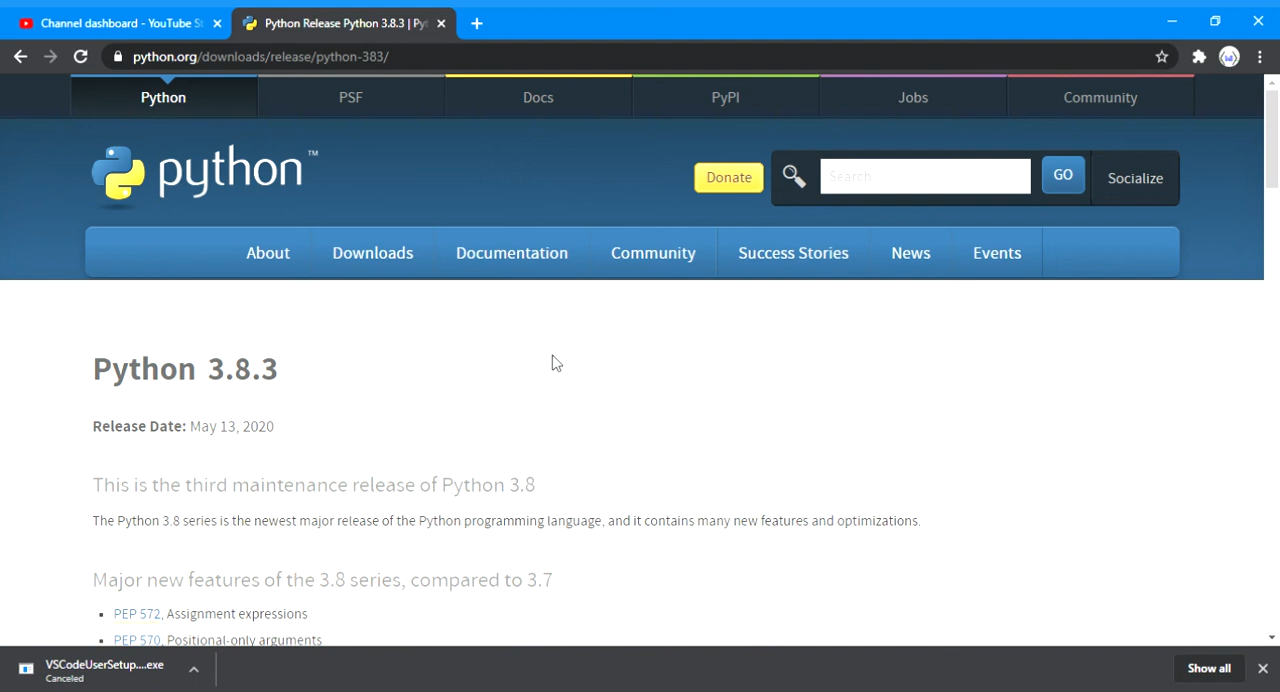 Channel dashboard - YouTube St
Python Release Python 3.8.3 | Pyt
python.org/downloads/release/python-383/
Python
PSF
Docs
PyPI
Jobs
Community
python™
Donate
Search
GO
Socialize
About
Downloads
Documentation
Community
Success Stories
News
Events
Python 3.8.3
Release Date: May 13, 2020
This is the third maintenance release of Python 3.8
The Python 3.8 series is the newest major release of the Python programming language, and it contains many new features and optimizations.
Major new features of the 3.8 series, compared to 3.7
PEP 572, Assignment expressions
PEP 570, Positional-only arguments
VSCodeUserSetup....exe
Canceled
Show all